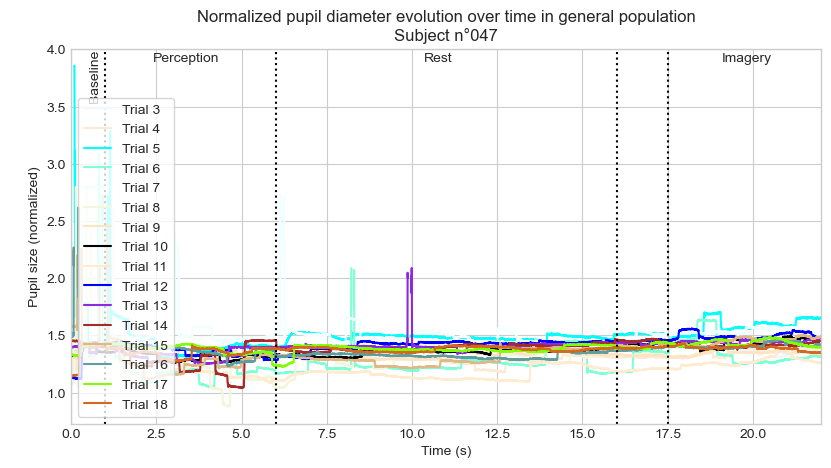 Normalized pupil diameter evolution over time in general population
Subject n°047
Baseline
Perception
Rest
Imagery
Pupil size (normalized)
4.0
3.5
3.0
2.5
2.0
1.5
1.0
Trial 3
Trial 4
Trial 5
Trial 6
Trial 7
Trial 8
Trial 9
Trial 10
Trial 11
Trial 12
Trial 13
Trial 14
Trial 15
Trial 16
Trial 17
Trial 18
0.0 2.5 5.0 7.5 10.0 12.5 15.0 17.5 20.0
Time (s)